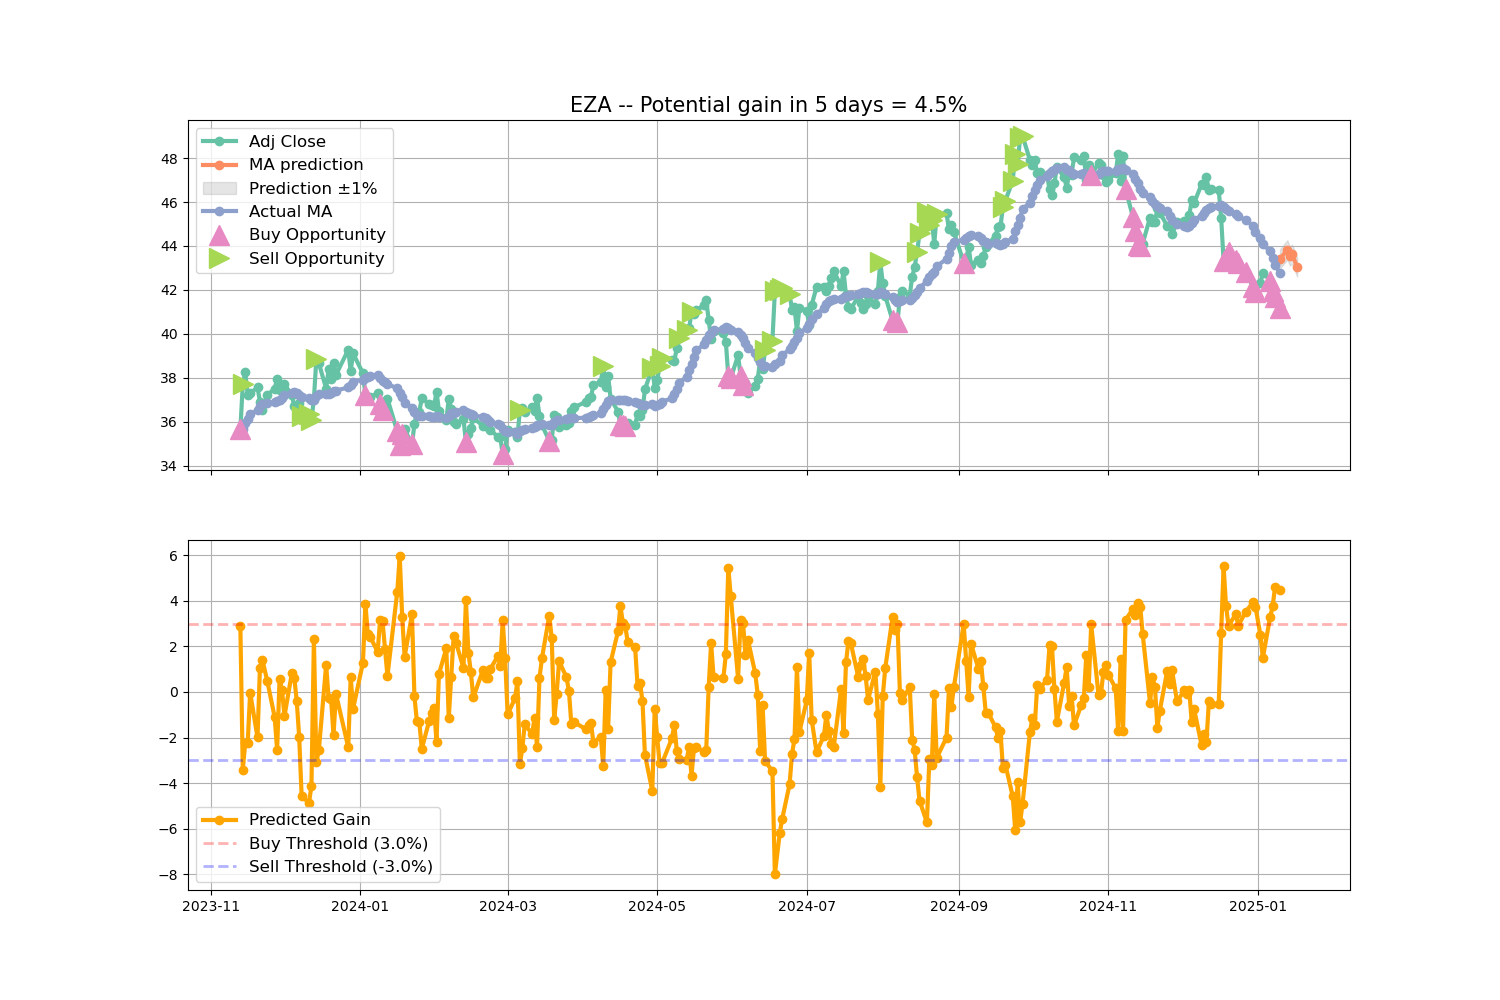 EZA -- Potential gain in 5 days = 4.5%
Adj Close
MA prediction
Prediction ±1%
Actual MA
Buy Opportunity
Sell Opportunity
48
46
44
42
40
38
36
34
6
4
2
0
−2
−4
−6
−8
Predicted Gain
Buy Threshold (3.0%)
Sell Threshold (-3.0%)
2023-11 2024-01 2024-03 2024-05 2024-07 2024-09 2024-11 2025-01